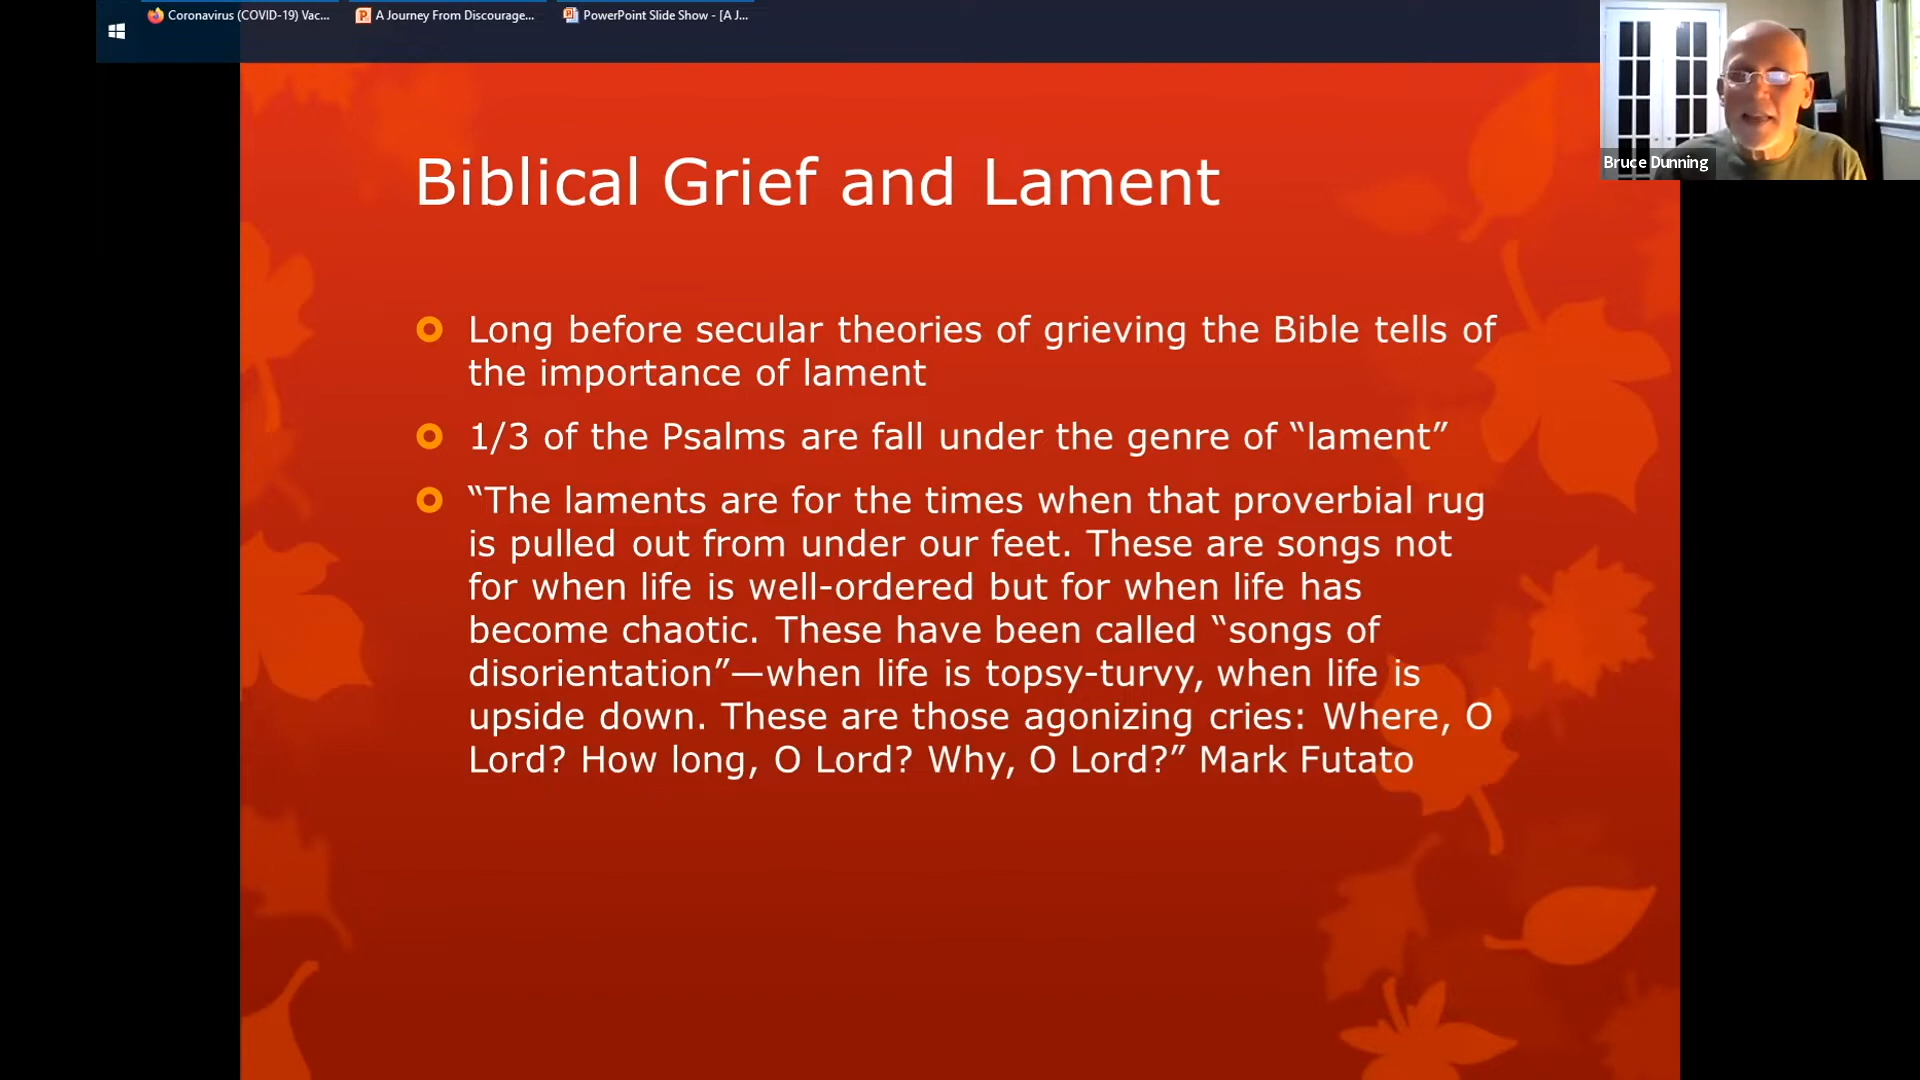 Coronavirus (COVID-19) Vac...
A Journey From Discourage...
PowerPoint Slide Show - [A J...
Bruce Dunning
Biblical Grief and Lament
Long before secular theories of grieving the Bible tells of
the importance of lament
1/3 of the Psalms are fall under the genre of “lament”
“The laments are for the times when that proverbial rug
is pulled out from under our feet. These are songs not
for when life is well-ordered but for when life has
become chaotic. These have been called “songs of
disorientation”—when life is topsy-turvy, when life is
upside down. These are those agonizing cries: Where, O
Lord? How long, O Lord? Why, O Lord?” Mark Futato